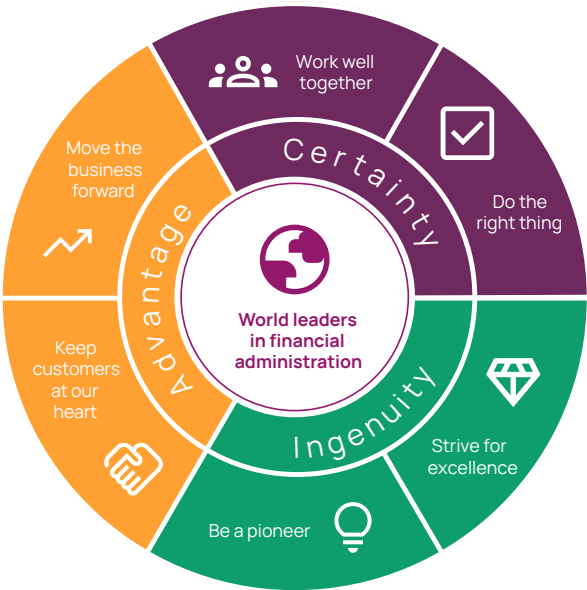 Work well
together
Do the
right thing
Strive for
excellence
Be a pioneer
Keep
customers
at our
heart
Move the
business
forward
Certainty
Ingenuity
Advantage
World leaders
in financial
administration